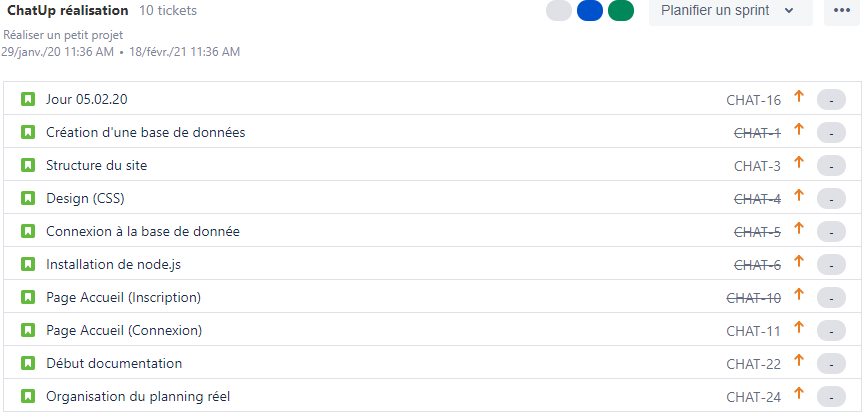 ChatUp réalisation 10 tickets Planifier un sprint
Réaliser un petit projet
29/janv./20 11:36 AM • 18/févr./21 11:36 AM
Jour 05.02.20 CHAT-16 -
Création d'une base de données CHAT-1 -
Structure du site CHAT-3 -
Design (CSS) CHAT-4 -
Connexion à la base de donnée CHAT-5 -
Installation de node.js CHAT-6 -
Page Accueil (Inscription) CHAT-10 -
Page Accueil (Connexion) CHAT-11 -
Début documentation CHAT-22 -
Organisation du planning réel CHAT-24 -